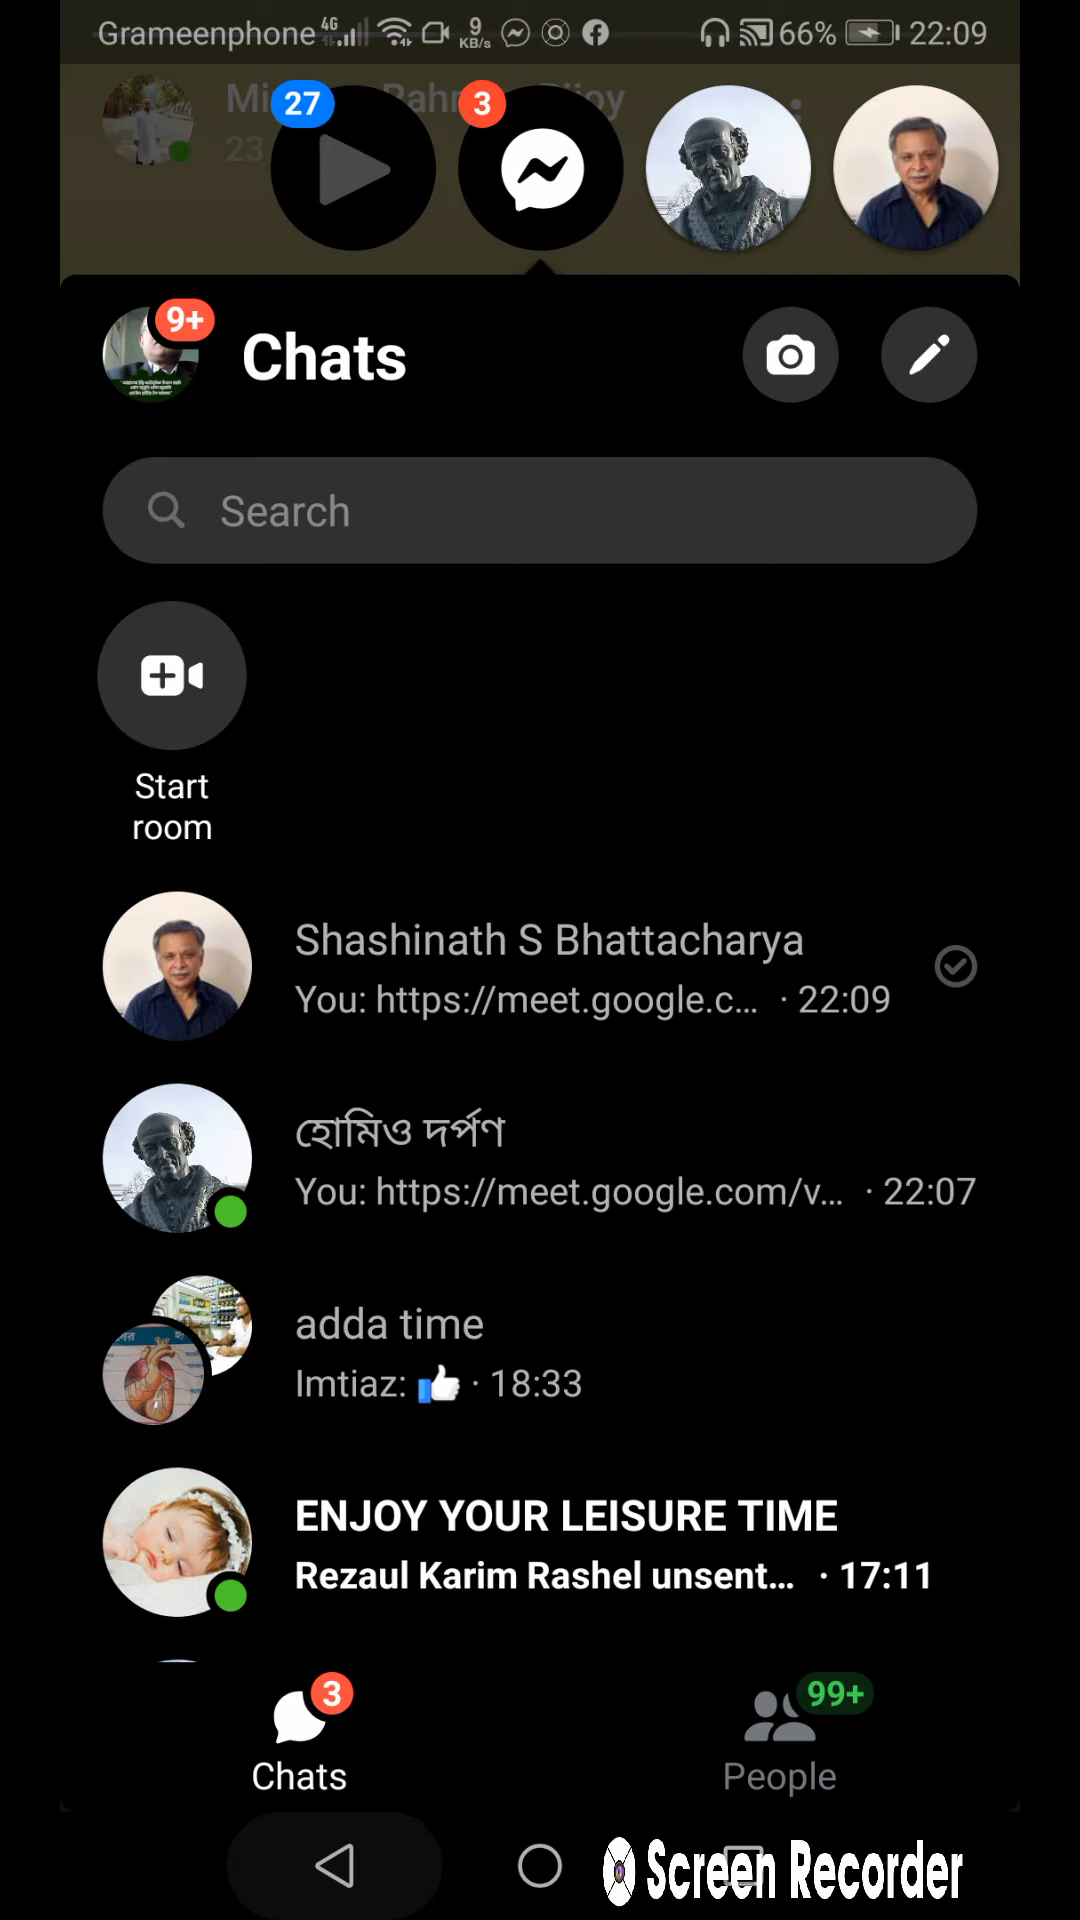 Grameenphone 4G 9 KB/s 66% 22:09
27 3
23
9+
Chats
Search
Start
room
Shashinath S Bhattacharya
You: https://meet.google.c... · 22:09
হোমিও দর্পণ
You: https://meet.google.com/v... · 22:07
adda time
Imtiaz: 👍 · 18:33
ENJOY YOUR LEISURE TIME
Rezaul Karim Rashel unsent... · 17:11
3
99+
Chats
People
Screen Recorder